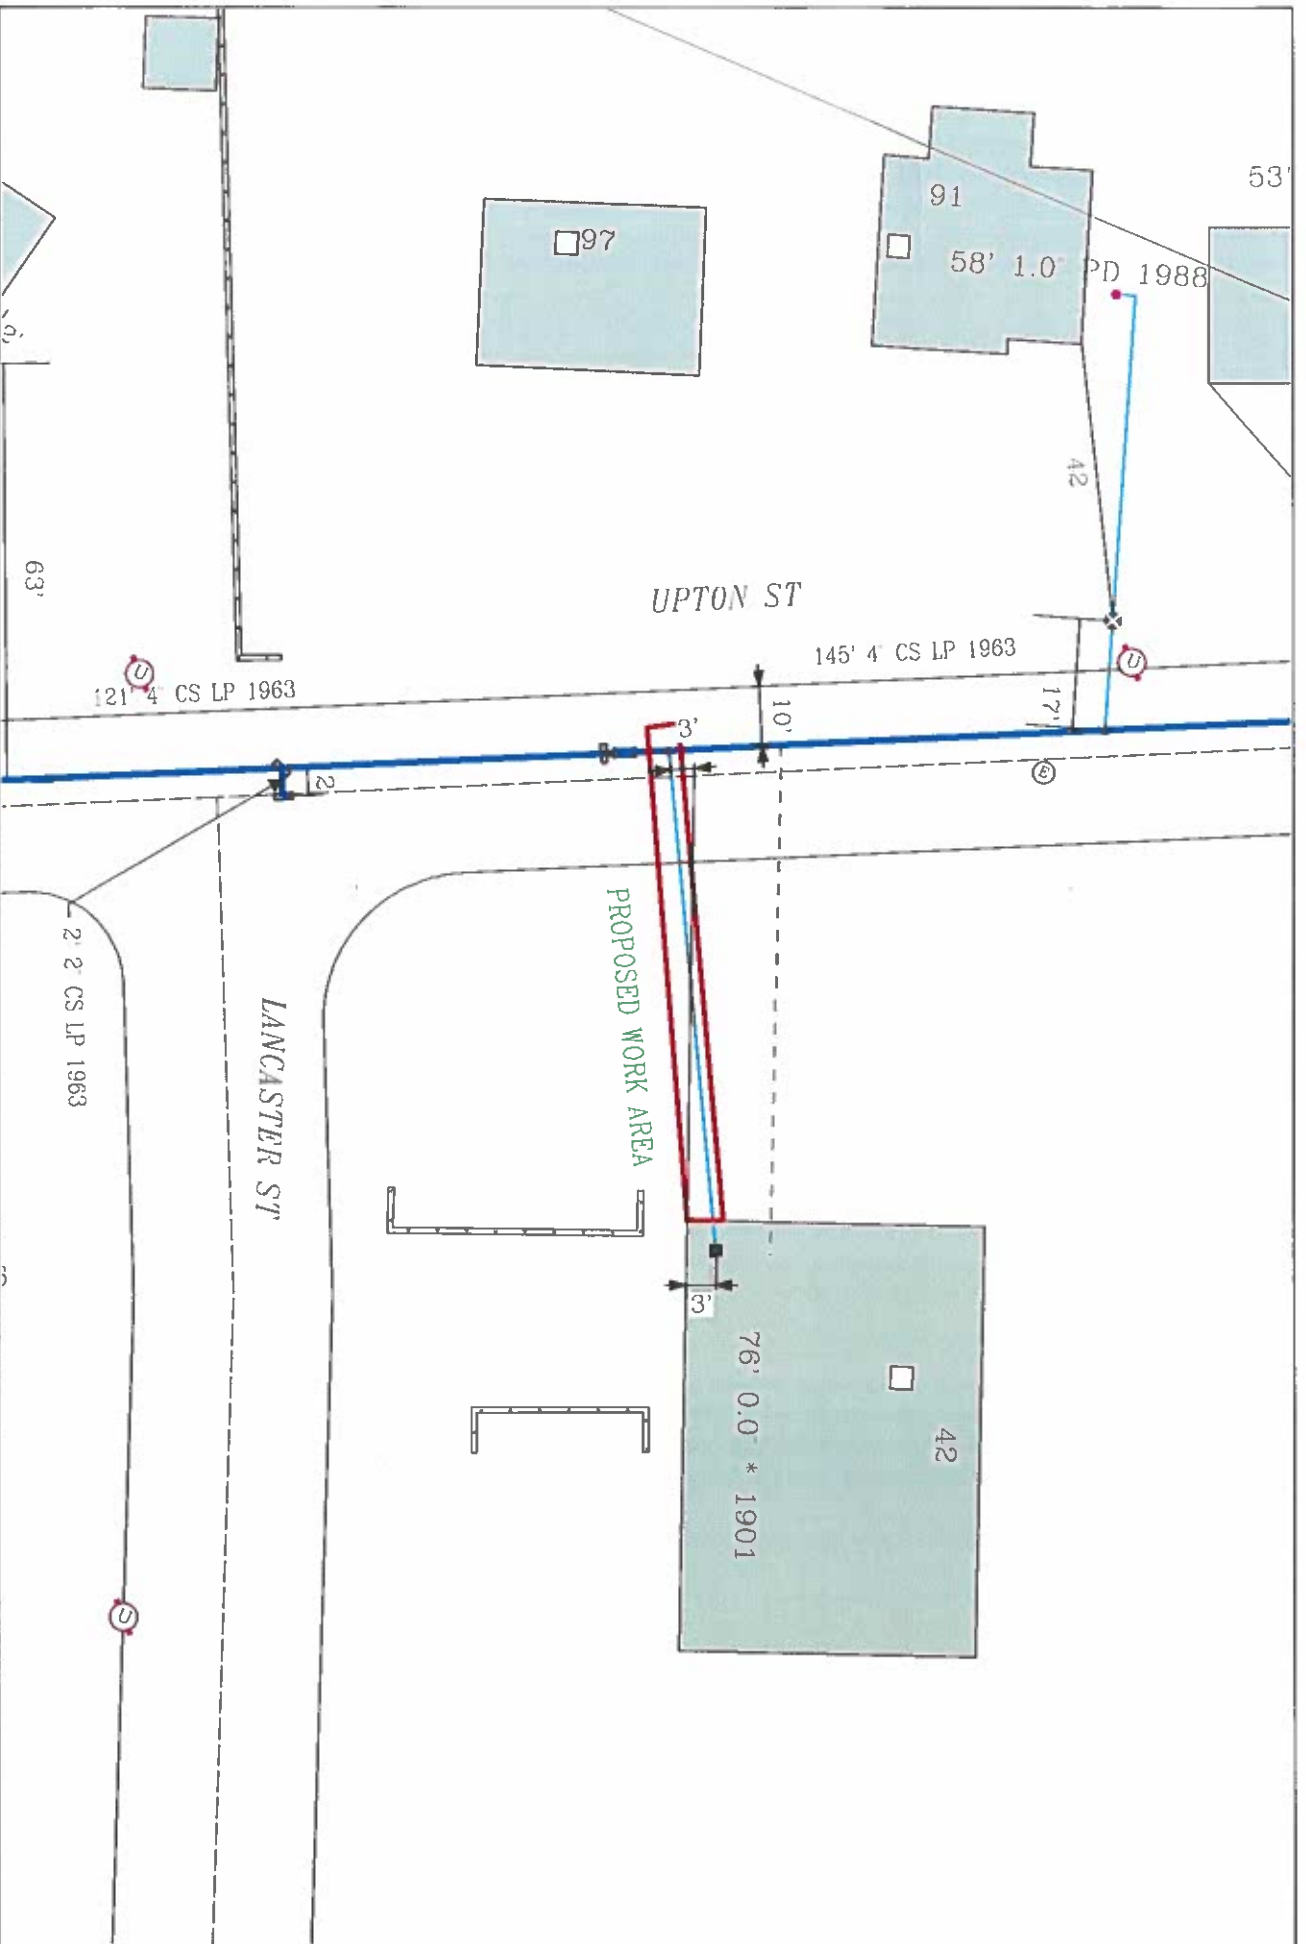 53'
91
97
58' 1.0" PD 1988
42
63'
UPTON ST
145' 4" CS LP 1963
121' 4" CS LP 1963
U
U
10'
17'
3'
2
E
2' 2" CS LP 1963
PROPOSED WORK AREA
LANCASTER ST
3'
76' 0.0" * 1901
42
U